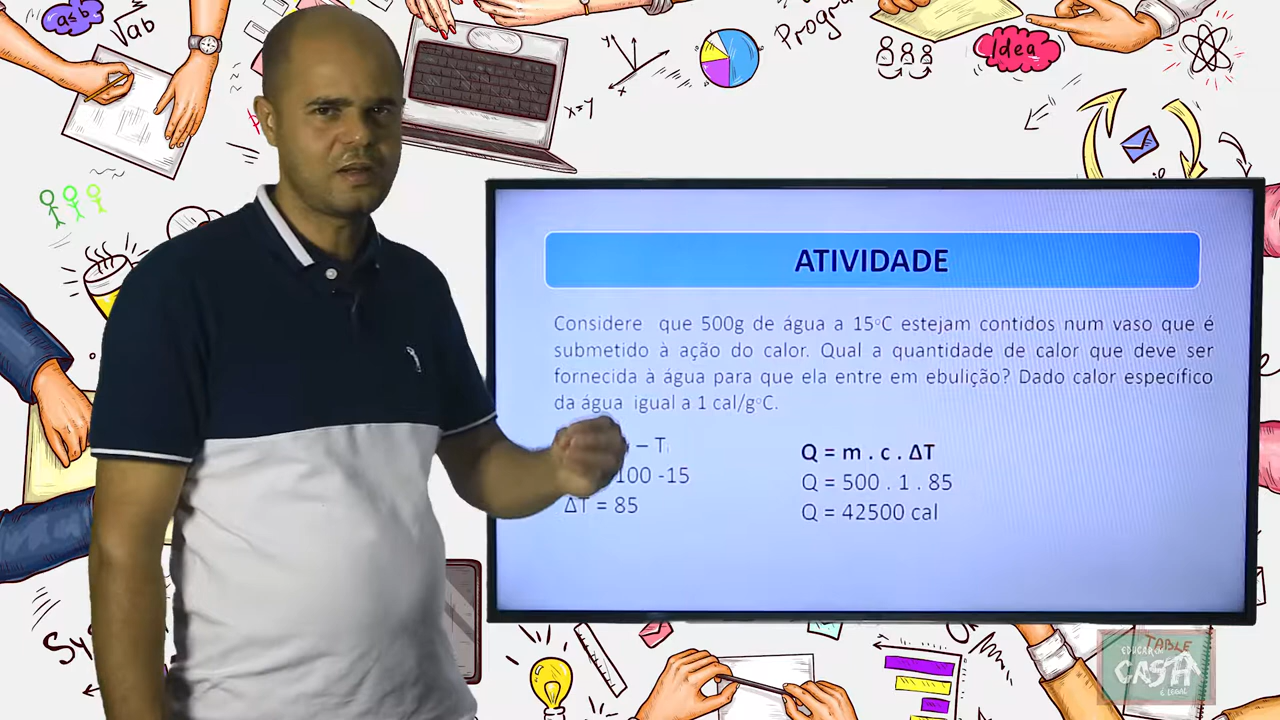 a≤b
√ab
y
x
x=y
Idea
ATIVIDADE
Considere que 500g de água a 15°C estejam contidos num vaso que é
submetido à ação do calor. Qual a quantidade de calor que deve ser
fornecida à água para que ela entre em ebulição? Dado calor específico
da água igual a 1 cal/g°C.
– Tᵢ
100 -15
ΔT = 85
Q = m . c . ΔT
Q = 500 . 1 . 85
Q = 42500 cal
TABLE
EDUCAR EM
CASA
É LEGAL